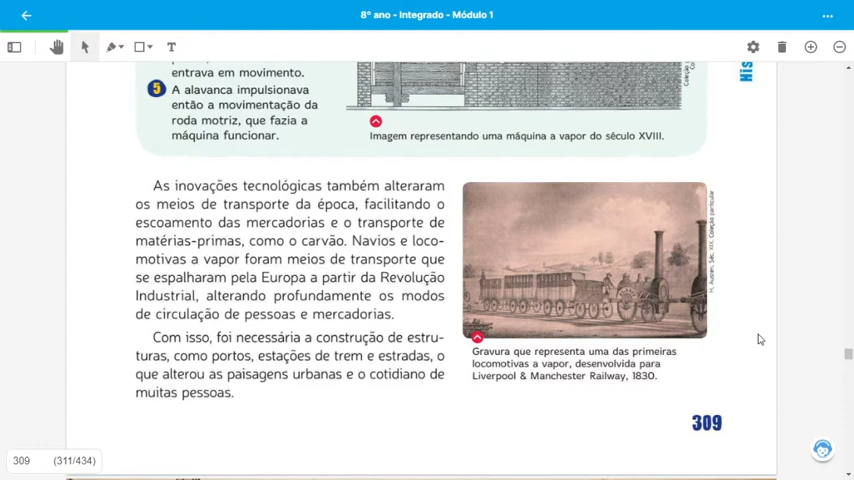 8º ano - Integrado - Módulo 1
T
entrava em movimento.
5 A alavanca impulsionava
então a movimentação da
roda motriz, que fazia a
máquina funcionar.
Imagem representando uma máquina a vapor do século XVIII.
His
As inovações tecnológicas também alteraram
os meios de transporte da época, facilitando o
escoamento das mercadorias e o transporte de
matérias-primas, como o carvão. Navios e loco-
motivas a vapor foram meios de transporte que
se espalharam pela Europa a partir da Revolução
Industrial, alterando profundamente os modos
de circulação de pessoas e mercadorias.
Com isso, foi necessária a construção de estru-
turas, como portos, estações de trem e estradas, o
que alterou as paisagens urbanas e o cotidiano de
muitas pessoas.
H. Austen. Séc. XIX. Coleção particular
Gravura que representa uma das primeiras
locomotivas a vapor, desenvolvida para
Liverpool & Manchester Railway, 1830.
309
309 (311/434)